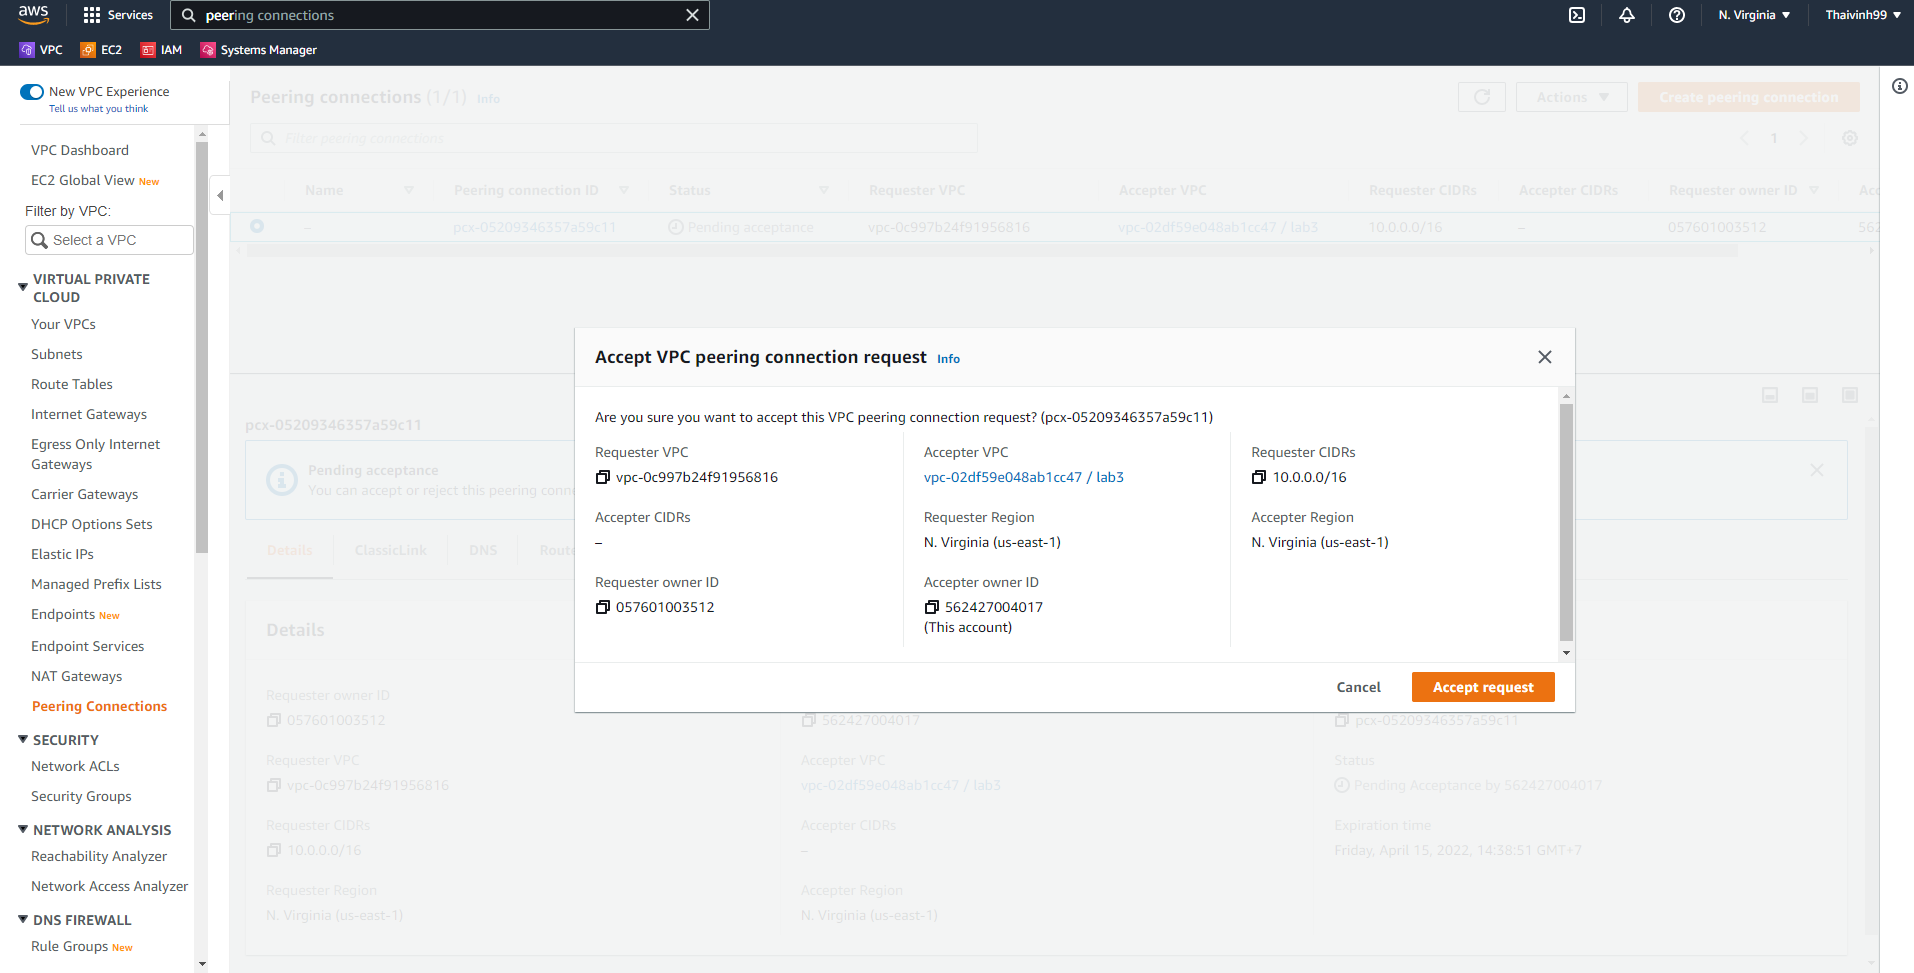 aws
Services
peering connections
N. Virginia
Thaivinh99
VPC
EC2
IAM
Systems Manager
New VPC Experience
Tell us what you think
VPC Dashboard
EC2 Global View New
Filter by VPC:
Select a VPC
VIRTUAL PRIVATE
CLOUD
Your VPCs
Subnets
Route Tables
Internet Gateways
Egress Only Internet
Gateways
Carrier Gateways
DHCP Options Sets
Elastic IPs
Managed Prefix Lists
Endpoints New
Endpoint Services
NAT Gateways
Peering Connections
SECURITY
Network ACLs
Security Groups
NETWORK ANALYSIS
Reachability Analyzer
Network Access Analyzer
DNS FIREWALL
Rule Groups New
Peering connections (1/1) Info
Actions
Create peering connection
Filter peering connections
1
Name
Peering connection ID
Status
Requester VPC
Accepter VPC
Requester CIDRs
Accepter CIDRs
Requester owner ID
Acc
–
pcx-05209346357a59c11
Pending acceptance
vpc-0c997b24f91956816
vpc-02df59e048ab1cc47 / lab3
10.0.0.0/16
–
057601003512
562
Accept VPC peering connection request Info
Are you sure you want to accept this VPC peering connection request? (pcx-05209346357a59c11)
Requester VPC
vpc-0c997b24f91956816
Accepter VPC
vpc-02df59e048ab1cc47 / lab3
Requester CIDRs
10.0.0.0/16
Accepter CIDRs
–
Requester Region
N. Virginia (us-east-1)
Accepter Region
N. Virginia (us-east-1)
Requester owner ID
057601003512
Accepter owner ID
562427004017
(This account)
Cancel
Accept request
pcx-05209346357a59c11
Pending acceptance
You can accept or reject this peering conne
Details
ClassicLink
DNS
Route
Details
Requester owner ID
057601003512
562427004017
pcx-05209346357a59c11
Requester VPC
vpc-0c997b24f91956816
Accepter VPC
vpc-02df59e048ab1cc47 / lab3
Status
Pending Acceptance by 562427004017
Requester CIDRs
10.0.0.0/16
Accepter CIDRs
–
Expiration time
Friday, April 15, 2022, 14:38:51 GMT+7
Requester Region
N. Virginia (us-east-1)
Accepter Region
N. Virginia (us-east-1)